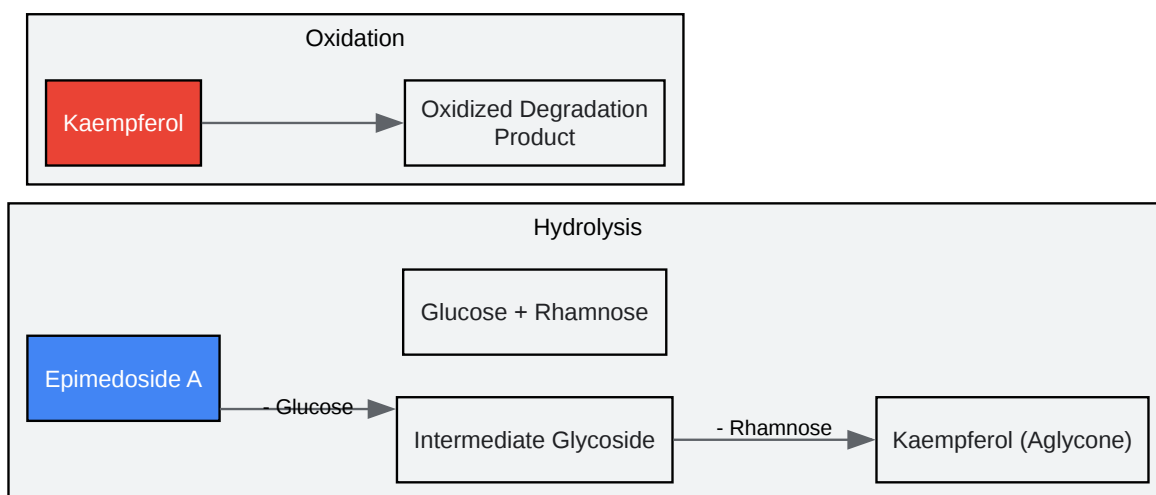 Oxidation
Kaempferol
Oxidized Degradation
Product
Hydrolysis
Glucose + Rhamnose
Epimedoside A
- Glucose
Intermediate Glycoside
- Rhamnose
Kaempferol (Aglycone)